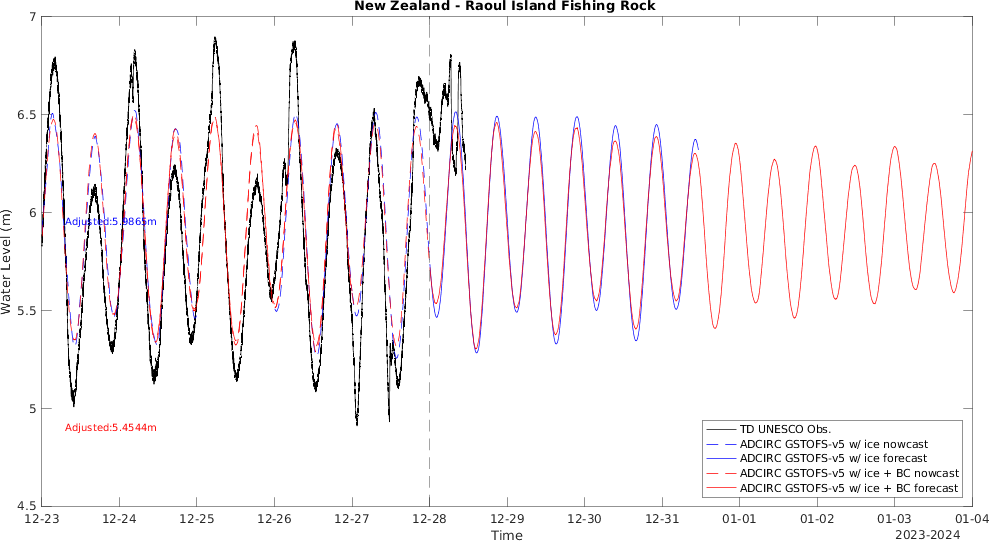 New Zealand - Raoul Island Fishing Rock
Water Level (m)
7
6.5
6
5.5
5
4.5
Adjusted:5.9865m
Adjusted:5.4544m
TD UNESCO Obs.
ADCIRC GSTOFS-v5 w/ ice nowcast
ADCIRC GSTOFS-v5 w/ ice forecast
ADCIRC GSTOFS-v5 w/ ice + BC nowcast
ADCIRC GSTOFS-v5 w/ ice + BC forecast
12-23 12-24 12-25 12-26 12-27 12-28 12-29 12-30 12-31 01-01 01-02 01-03 01-04
Time
2023-2024